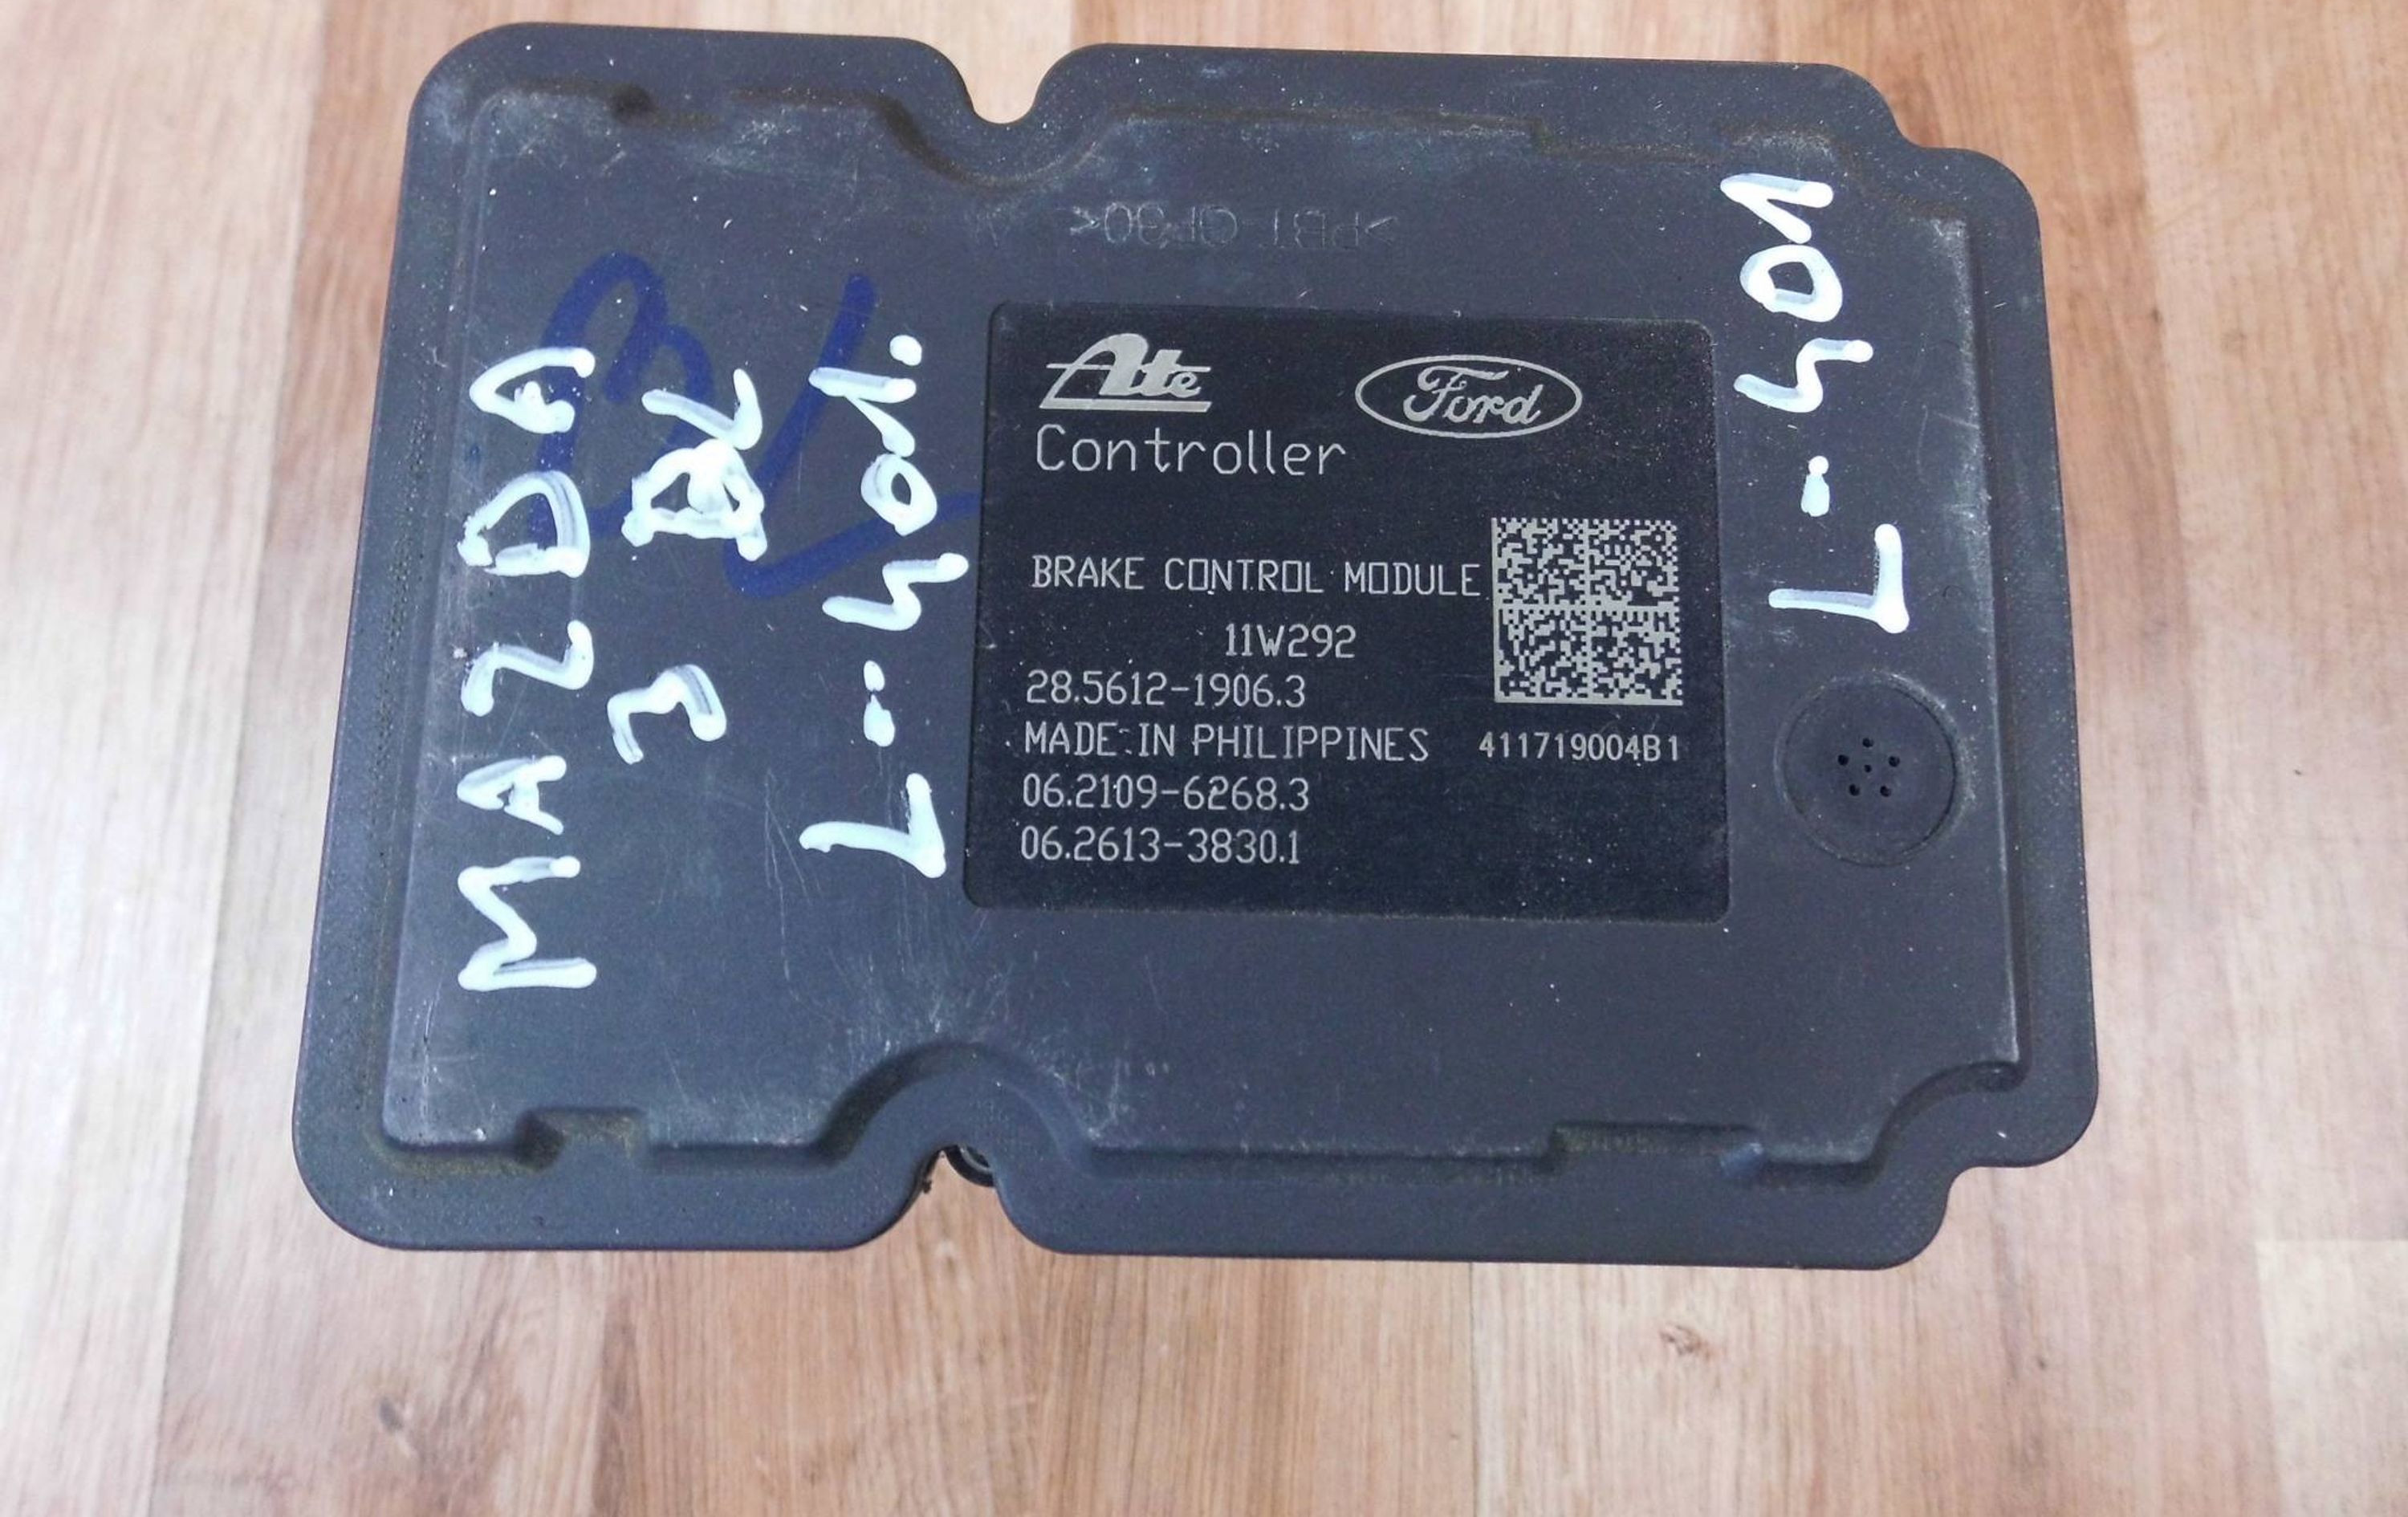 >PBT GF30<
Ate
Ford
Controller
BRAKE CONTROL MODULE
11W292
28.5612-1906.3
MADE IN PHILIPPINES
411719004B1
06.2109-6268.3
06.2613-3830.1
MAZDA
3 BL
L-401.
L-401